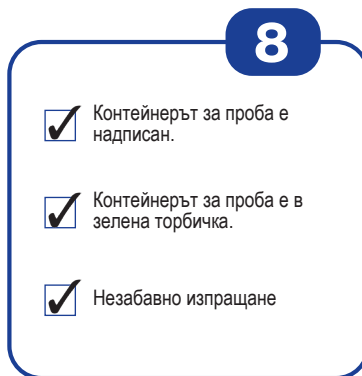 8
Контейнерът за проба е
надписан.
Контейнерът за проба е в
зелена торбичка.
Незабавно изпращане